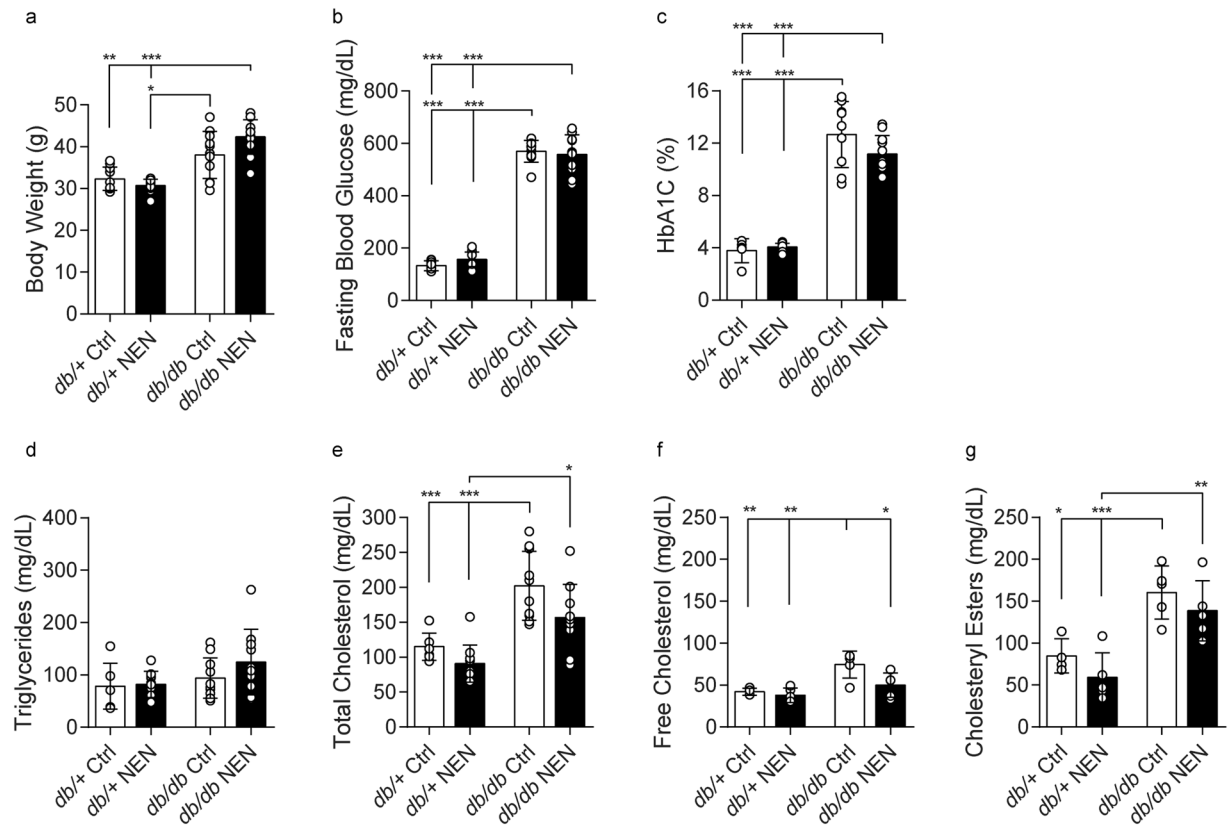 a
** ***
*
Body Weight (g)
50
40
30
20
10
0
db/+ Ctrl
db/+ NEN
db/db Ctrl
db/db NEN
b
*** ***
*** ***
Fasting Blood Glucose (mg/dL)
800
600
400
200
0
db/+ Ctrl
db/+ NEN
db/db Ctrl
db/db NEN
c
*** ***
*** ***
HbA1C (%)
16
12
8
4
0
db/+ Ctrl
db/+ NEN
db/db Ctrl
db/db NEN
d
Triglycerides (mg/dL)
400
300
200
100
0
db/+ Ctrl
db/+ NEN
db/db Ctrl
db/db NEN
e
*
*** ***
Total Cholesterol (mg/dL)
300
250
200
150
100
50
0
db/+ Ctrl
db/+ NEN
db/db Ctrl
db/db NEN
f
** ** *
Free Cholesterol (mg/dL)
250
200
150
100
50
0
db/+ Ctrl
db/+ NEN
db/db Ctrl
db/db NEN
g
**
* ***
Cholesteryl Esters (mg/dL)
250
200
150
100
50
0
db/+ Ctrl
db/+ NEN
db/db Ctrl
db/db NEN